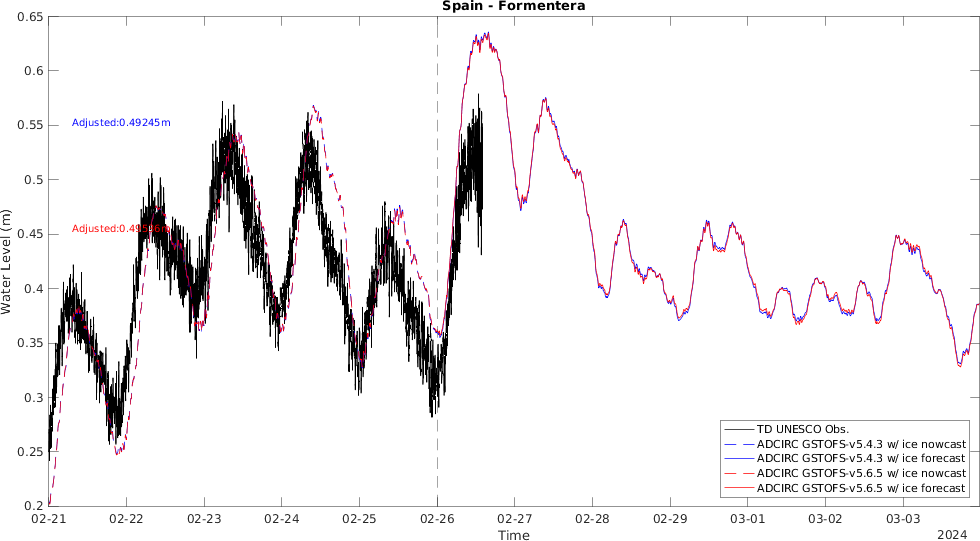 Spain - Formentera
0.65
0.6
0.55
0.5
0.45
0.4
0.35
0.3
0.25
0.2
Water Level (m)
Adjusted:0.49245m
02-21
02-22
02-23
02-24
02-25
02-26
02-27
02-28
02-29
03-01
03-02
03-03
Time
2024
TD UNESCO Obs.
ADCIRC GSTOFS-v5.4.3 w/ ice nowcast
ADCIRC GSTOFS-v5.4.3 w/ ice forecast
ADCIRC GSTOFS-v5.6.5 w/ ice nowcast
ADCIRC GSTOFS-v5.6.5 w/ ice forecast